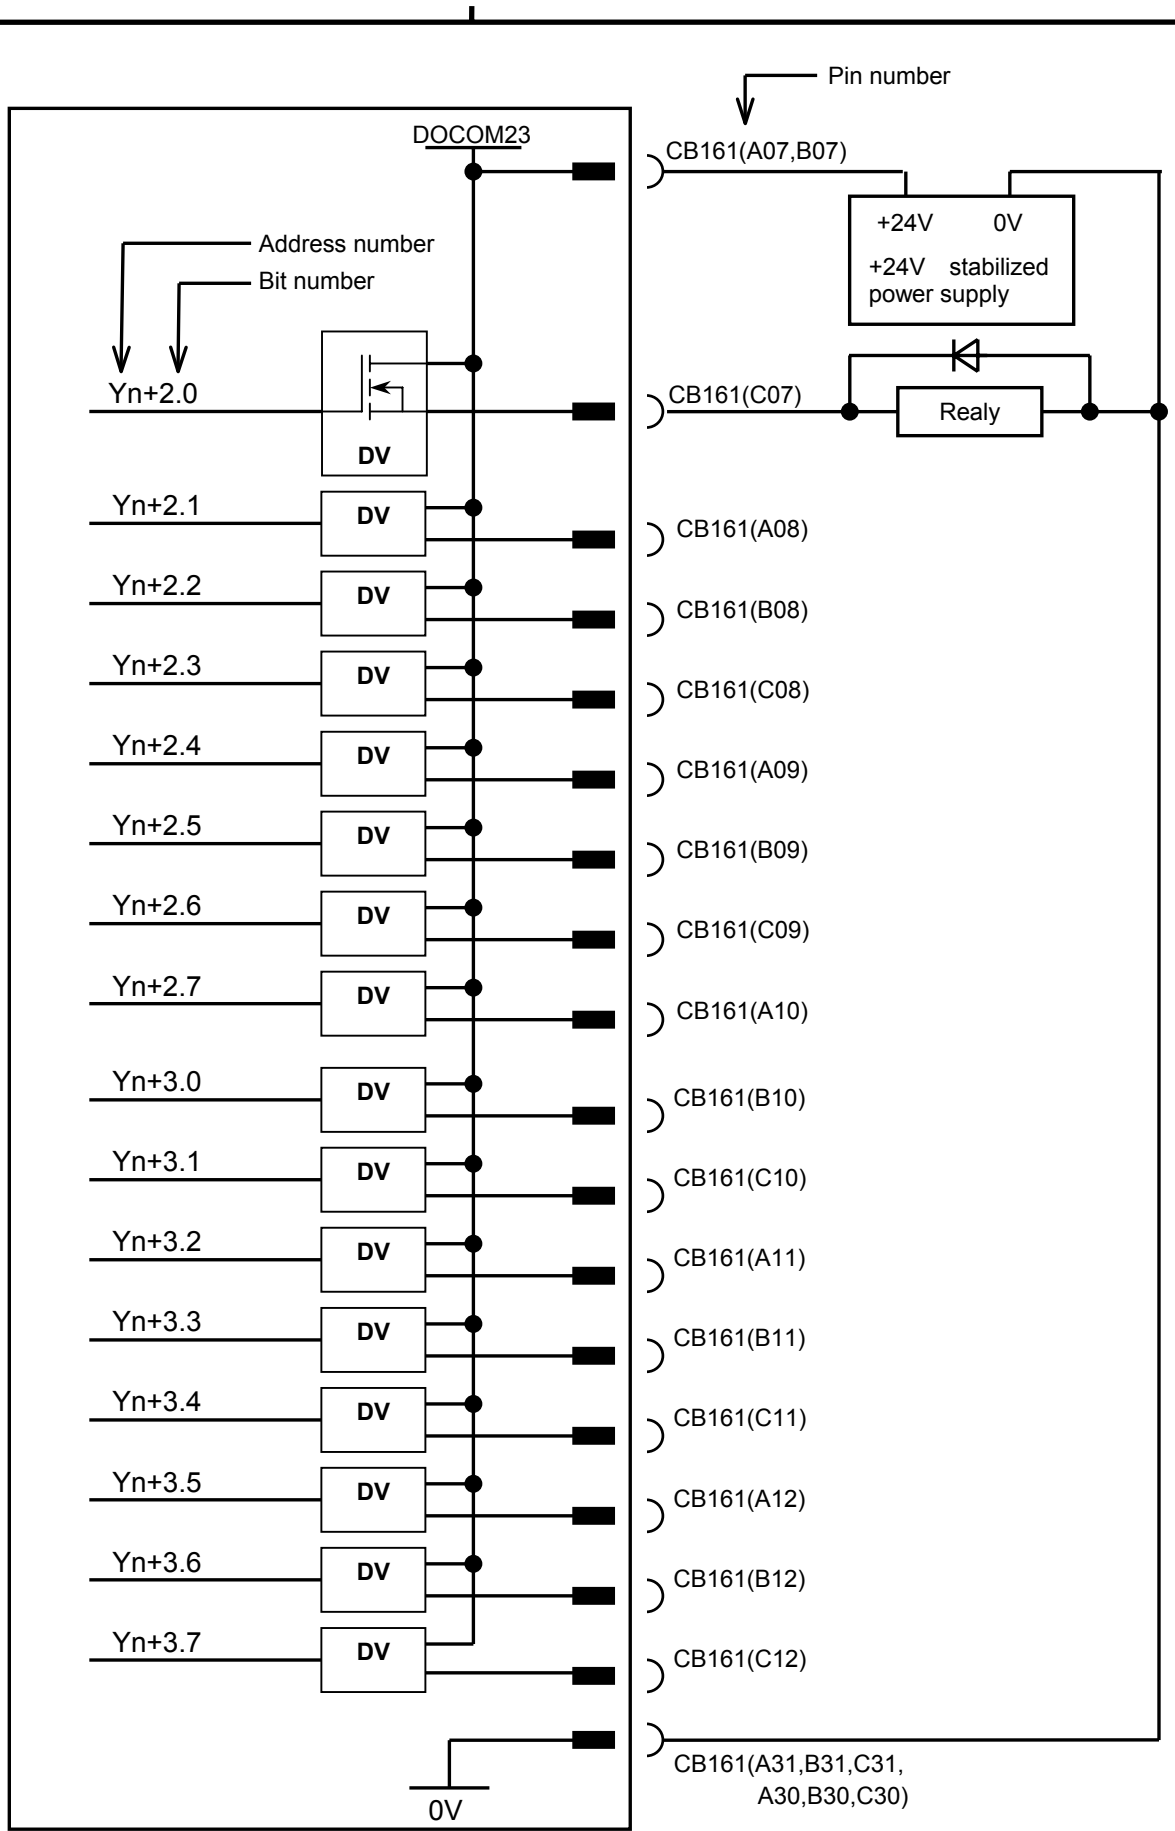 Pin number
DOCOM23
CB161(A07,B07)
+24V 0V
+24V stabilized
power supply
Address number
Bit number
Yn+2.0
DV
CB161(C07)
Realy
Yn+2.1
DV
CB161(A08)
Yn+2.2
DV
CB161(B08)
Yn+2.3
DV
CB161(C08)
Yn+2.4
DV
CB161(A09)
Yn+2.5
DV
CB161(B09)
Yn+2.6
DV
CB161(C09)
Yn+2.7
DV
CB161(A10)
Yn+3.0
DV
CB161(B10)
Yn+3.1
DV
CB161(C10)
Yn+3.2
DV
CB161(A11)
Yn+3.3
DV
CB161(B11)
Yn+3.4
DV
CB161(C11)
Yn+3.5
DV
CB161(A12)
Yn+3.6
DV
CB161(B12)
Yn+3.7
DV
CB161(C12)
CB161(A31,B31,C31,
A30,B30,C30)
0V